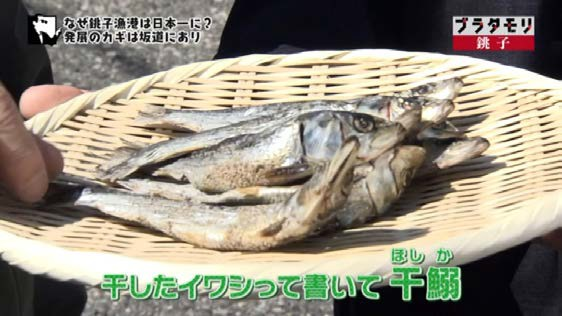 なぜ銚子漁港は日本一に?
発展のカギは坂道にあり
ブラタモリ
銚子
ほしか
干したイワシって書いて 干鰯